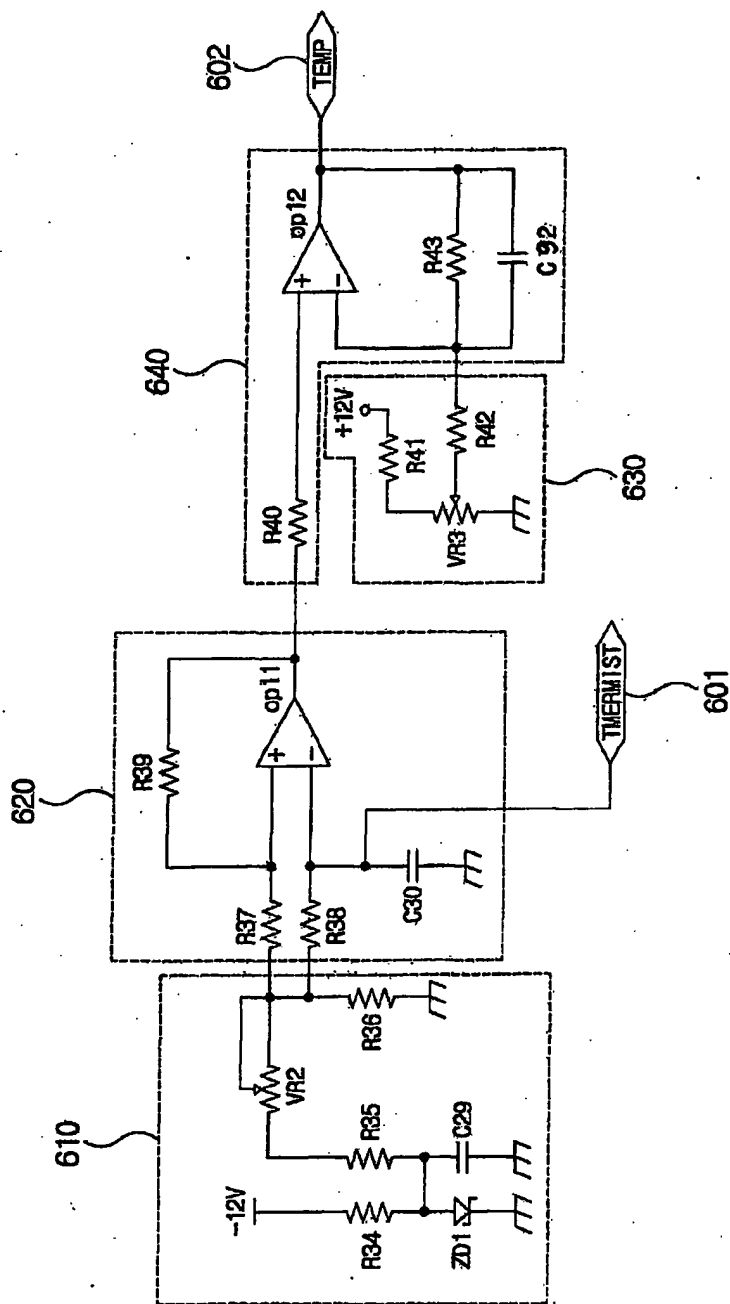 610
-12V
R34
ZD1
R35
C29
VR2
R36
620
R37
R38
R39
C30
+
-
op11
601
TMERMIST
R40
630
+12V
R41
VR3
R42
640
+
-
op12
R43
C 92
602
TEMP